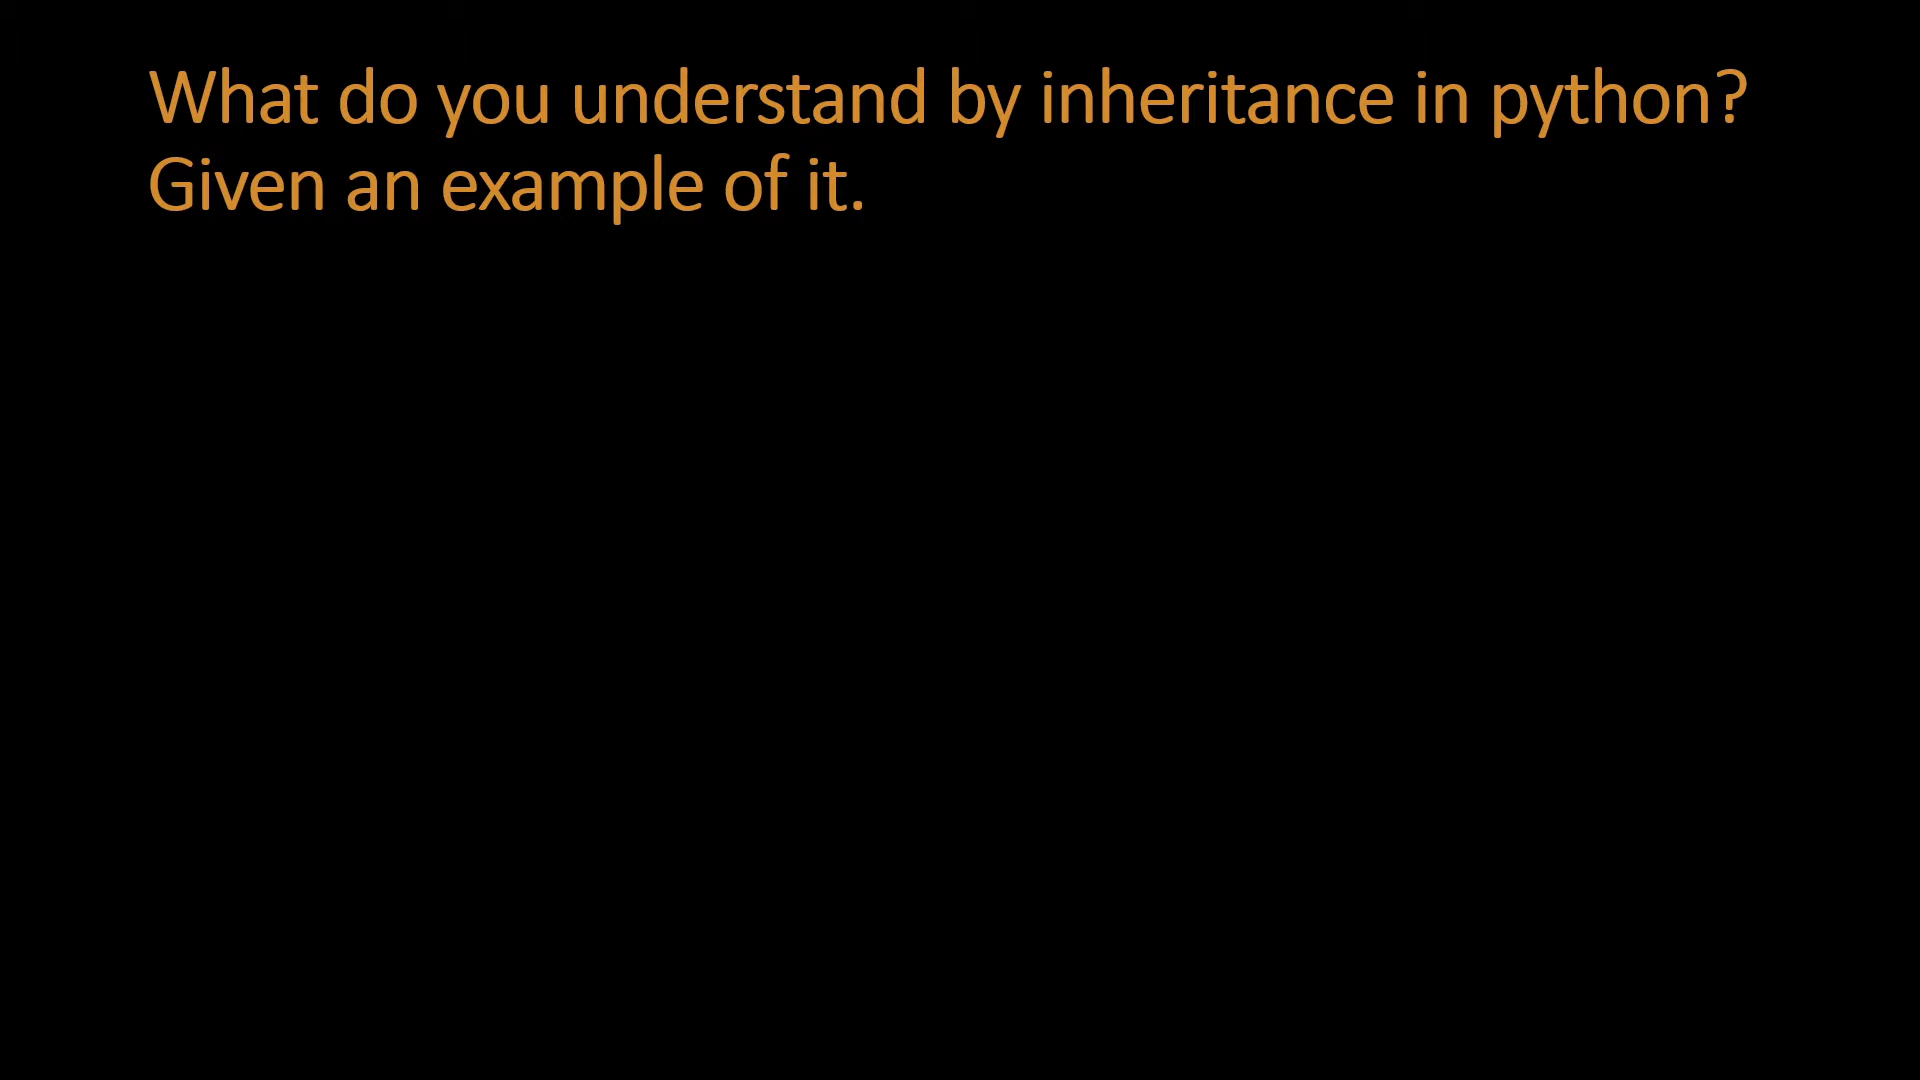 What do you understand by inheritance in python?
Given an example of it.